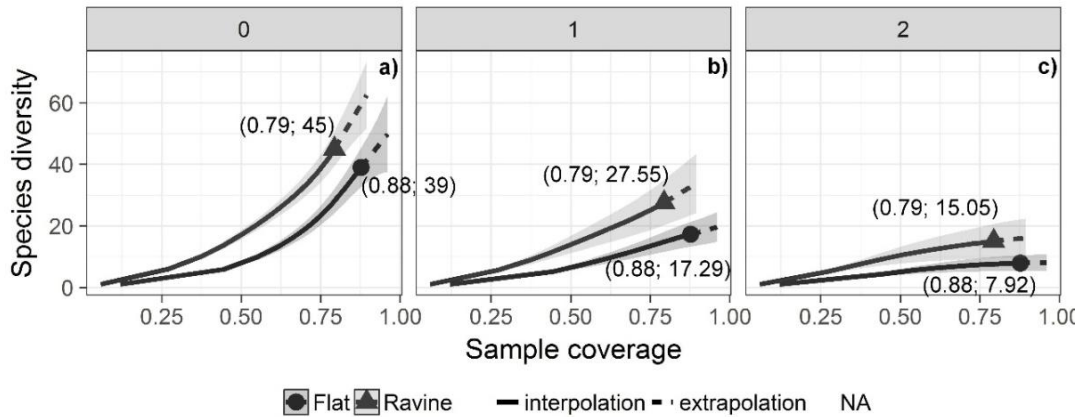 0 1 2
a) b) c)
60
40
20
0
(0.79; 45)
(0.88; 39)
(0.79; 27.55)
(0.88; 17.29)
(0.79; 15.05)
(0.88; 7.92)
Species diversity
0.25 0.50 0.75 1.00 0.25 0.50 0.75 1.00 0.25 0.50 0.75 1.00
Sample coverage
Flat Ravine interpolation extrapolation NA